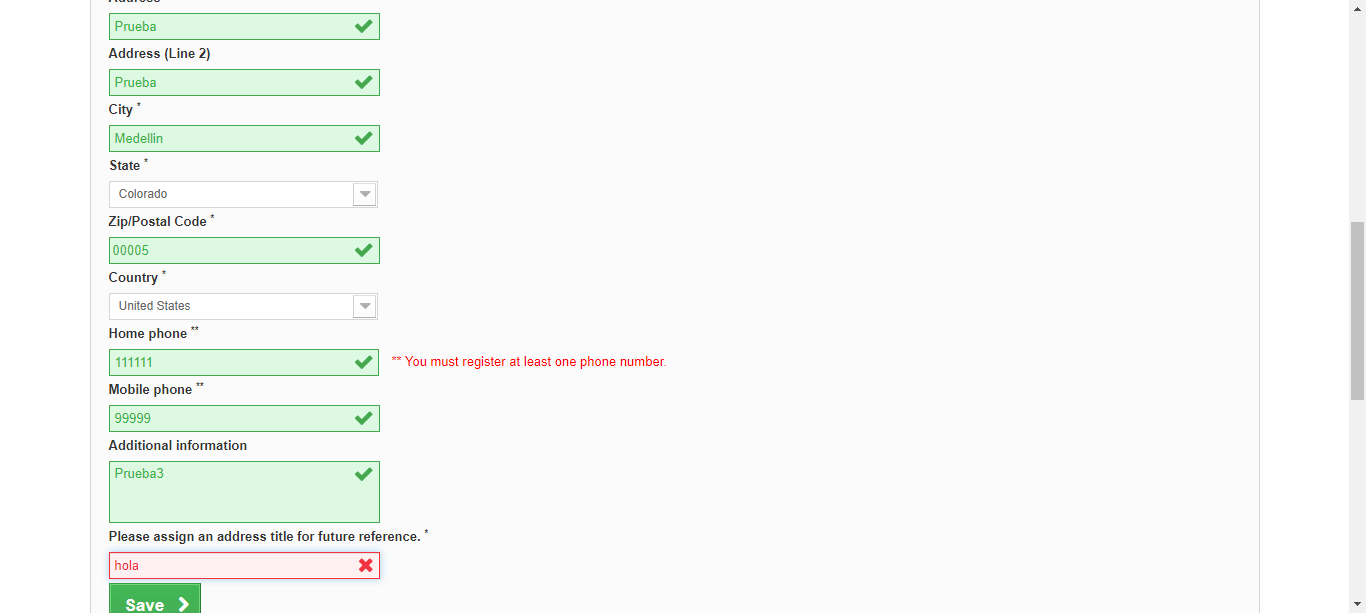 Address
Prueba
Address (Line 2)
Prueba
City *
Medellin
State *
Colorado
Zip/Postal Code *
00005
Country *
United States
Home phone **
111111
** You must register at least one phone number.
Mobile phone **
99999
Additional information
Prueba3
Please assign an address title for future reference. *
hola
Save